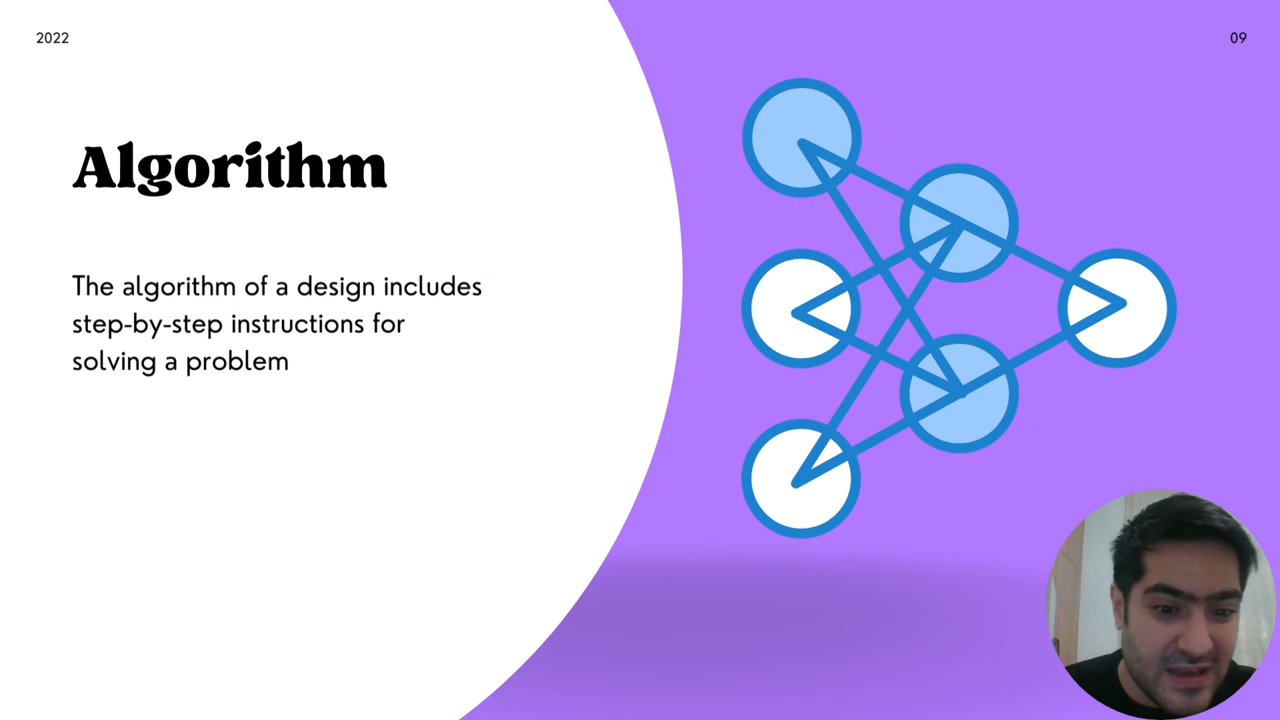 2022
09
Algorithm
The algorithm of a design includes
step-by-step instructions for
solving a problem